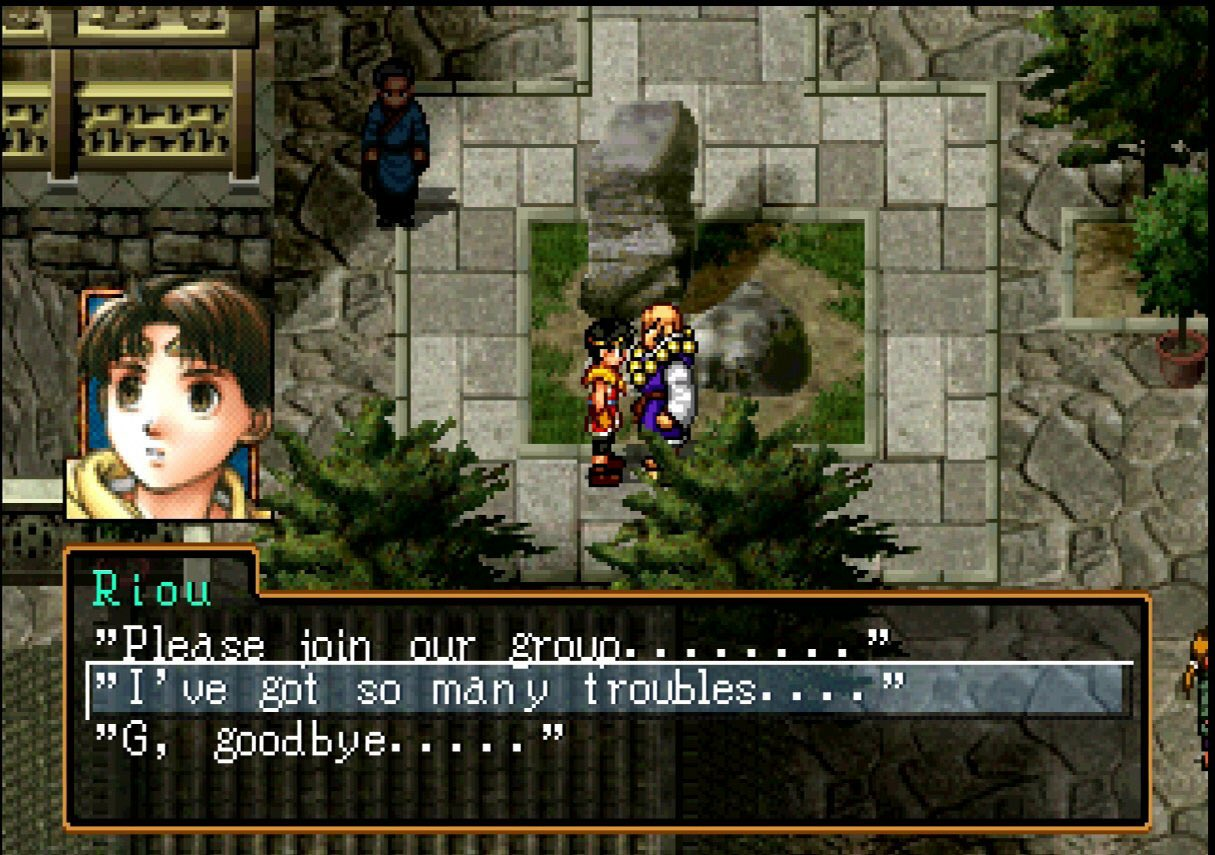 Riou
"Please join our group........."
"I've got so many troubles...."
"G, goodbye....."